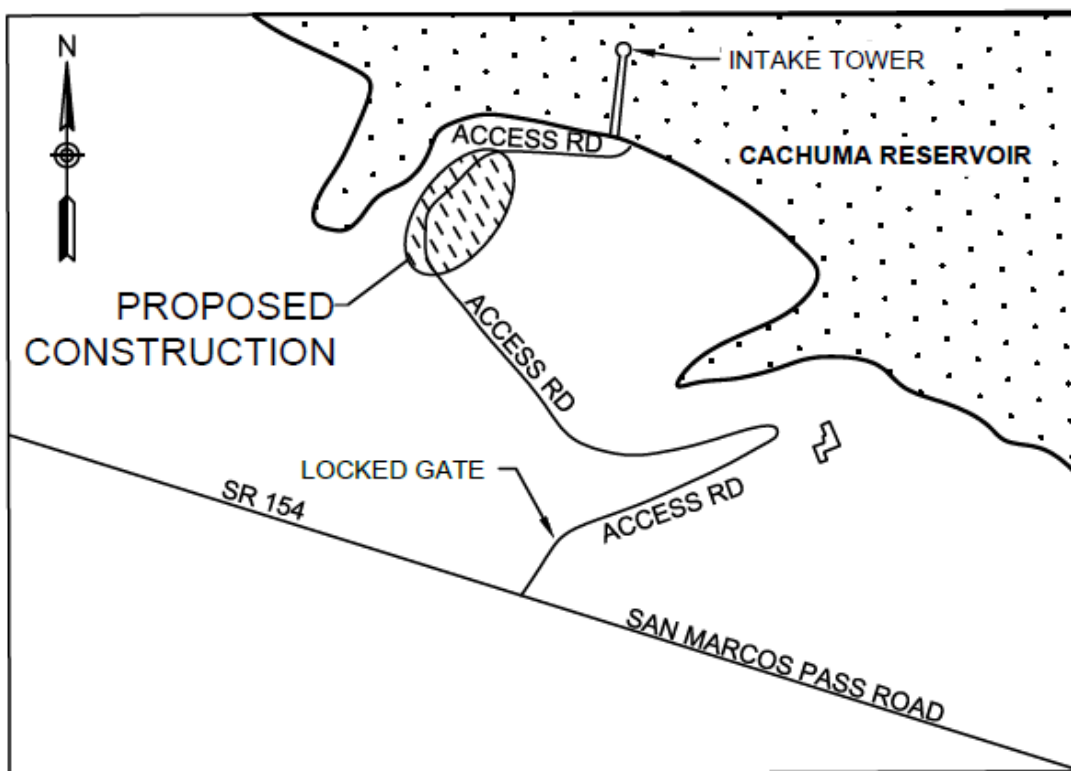 N
INTAKE TOWER
ACCESS RD
CACHUMA RESERVOIR
PROPOSED
CONSTRUCTION
ACCESS RD
LOCKED GATE
SR 154
ACCESS RD
SAN MARCOS PASS ROAD